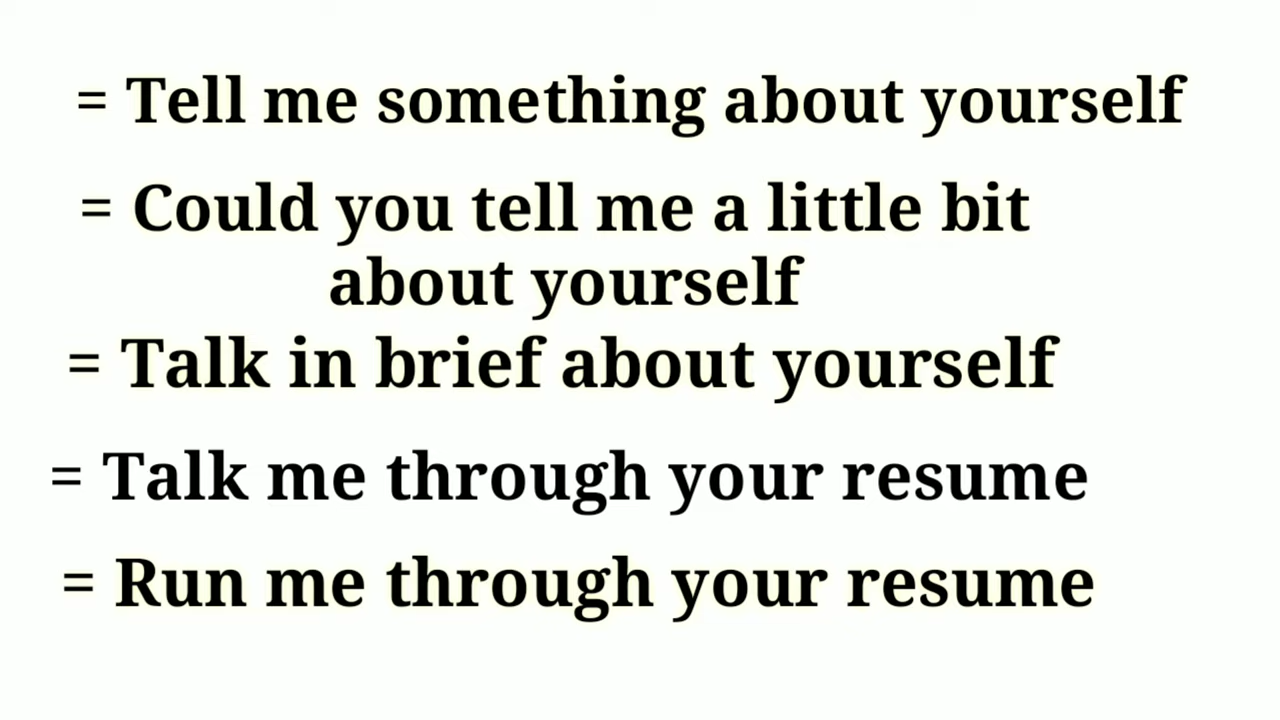 = Tell me something about yourself
= Could you tell me a little bit
about yourself
= Talk in brief about yourself
= Talk me through your resume
= Run me through your resume